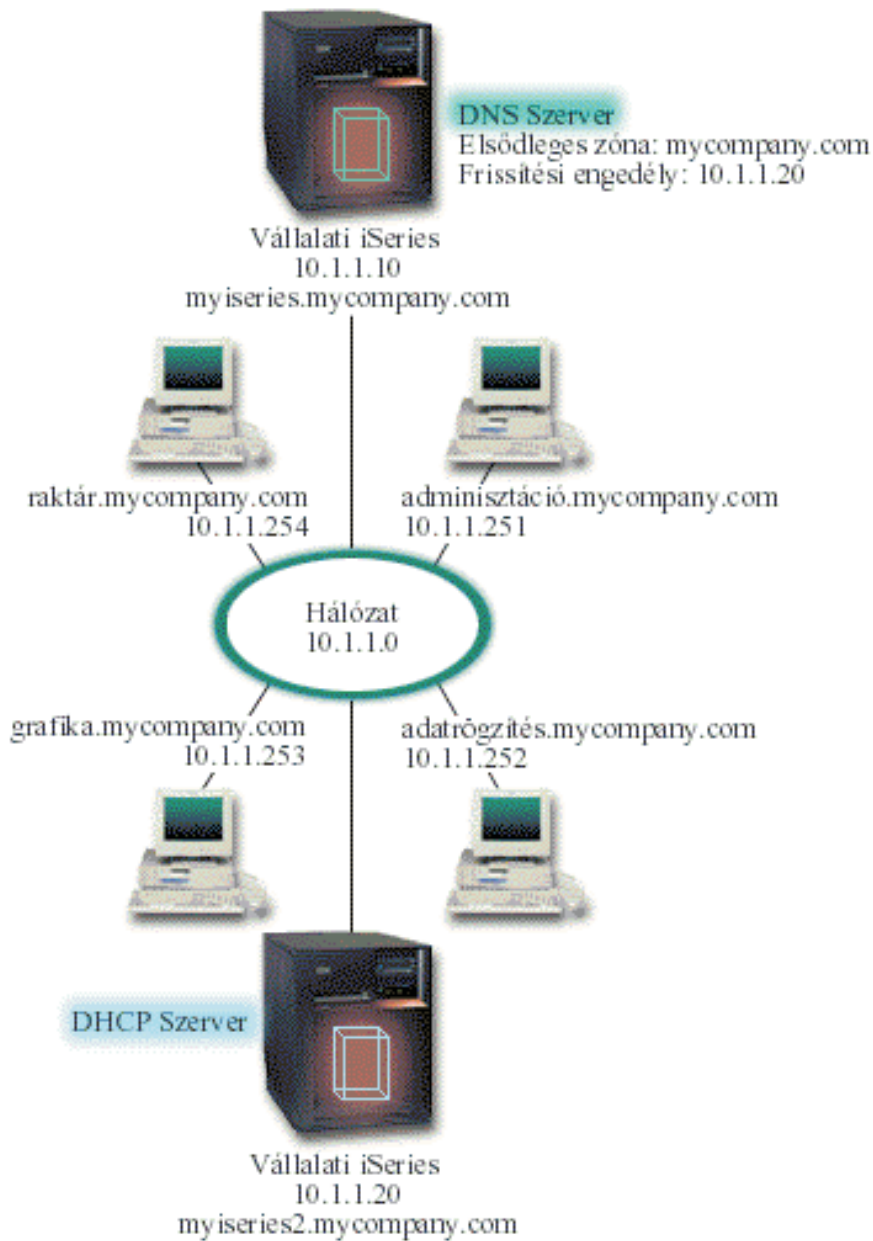 DNS Szerver
Elsődleges zóna: mycompany.com
Frissítési engedély: 10.1.1.20
Vállalati iSeries
10.1.1.10
myiseries.mycompany.com
raktár.mycompany.com
10.1.1.254
adminisztáció.mycompany.com
10.1.1.251
Hálózat
10.1.1.0
grafika.mycompany.com
10.1.1.253
adatrögzítés.mycompany.com
10.1.1.252
DHCP Szerver
Vállalati iSeries
10.1.1.20
myiseries2.mycompany.com